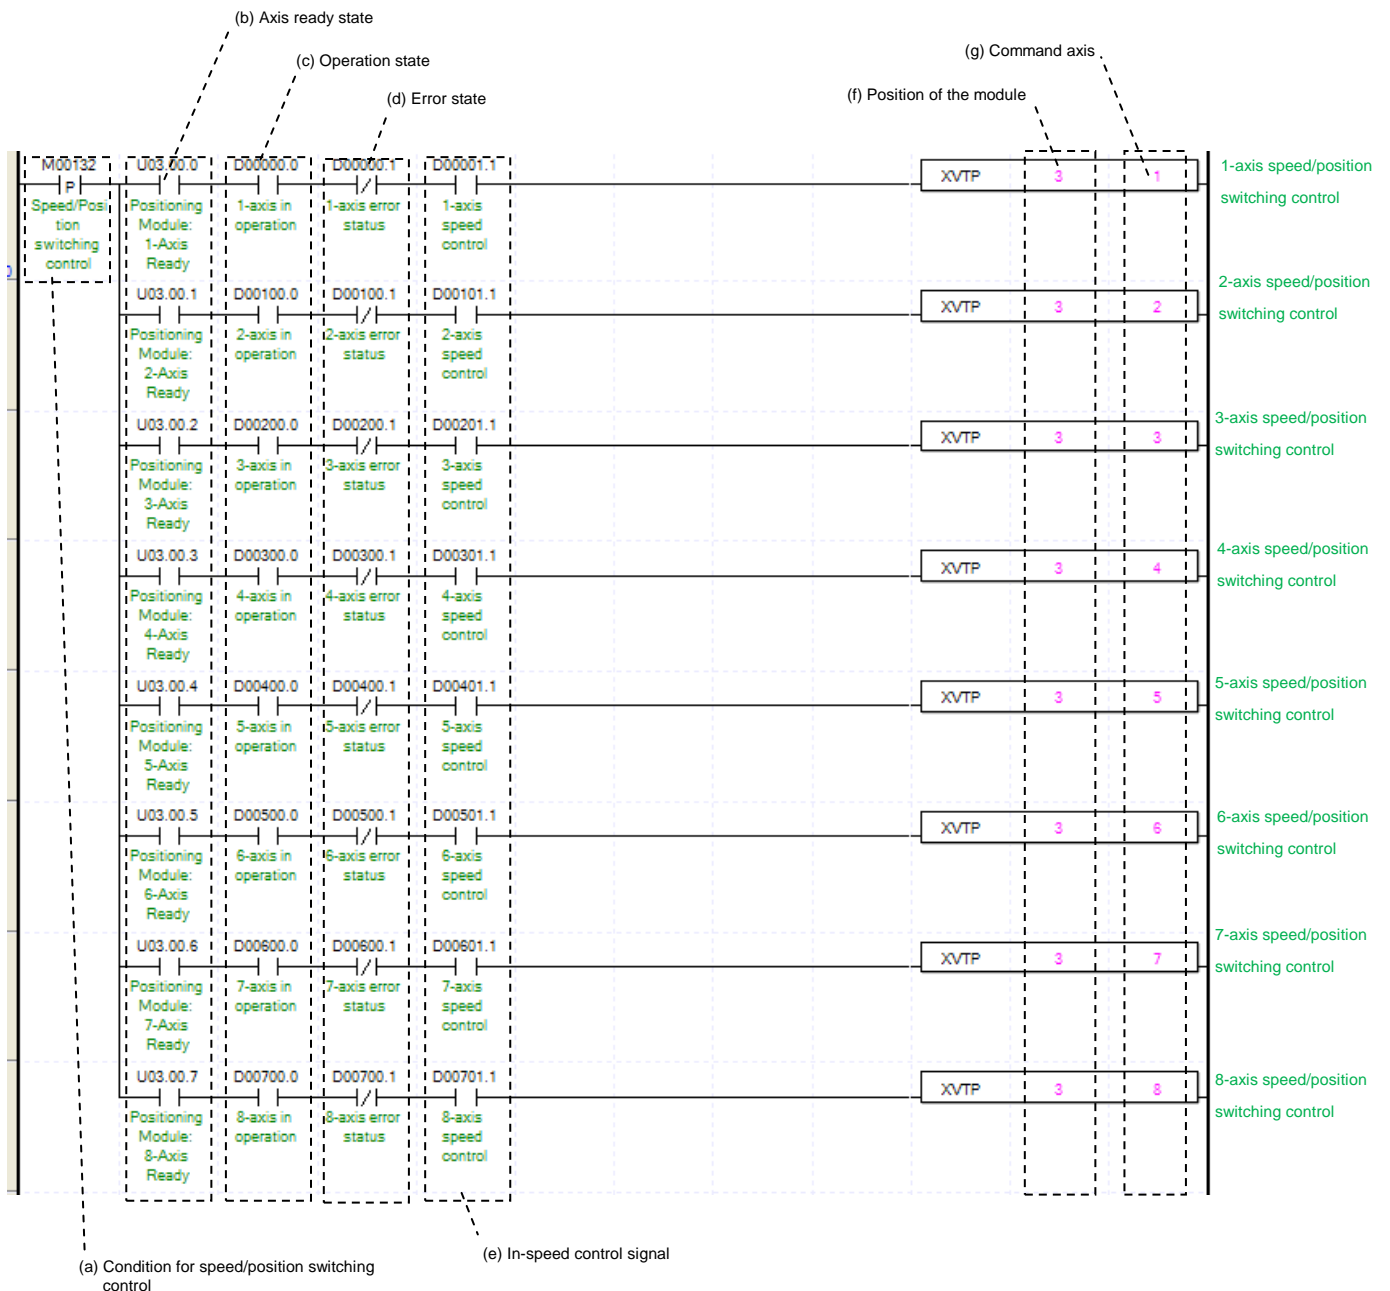 (b) Axis ready state
(c) Operation state
(d) Error state
(g) Command axis
(f) Position of the module
M00132
P
Speed/Posi
tion
switching
control
U03.00.0
D00000.0
D00000.1
D00001.1
XVTP 3 1
1-axis speed/position
switching control
Positioning
Module:
1-Axis
Ready
1-axis in
operation
1-axis error
status
1-axis
speed
control
U03.00.1
D00100.0
D00100.1
D00101.1
XVTP 3 2
2-axis speed/position
switching control
Positioning
Module:
2-Axis
Ready
2-axis in
operation
2-axis error
status
2-axis
speed
control
U03.00.2
D00200.0
D00200.1
D00201.1
XVTP 3 3
3-axis speed/position
switching control
Positioning
Module:
3-Axis
Ready
3-axis in
operation
3-axis error
status
3-axis
speed
control
U03.00.3
D00300.0
D00300.1
D00301.1
XVTP 3 4
4-axis speed/position
switching control
Positioning
Module:
4-Axis
Ready
4-axis in
operation
4-axis error
status
4-axis
speed
control
U03.00.4
D00400.0
D00400.1
D00401.1
XVTP 3 5
5-axis speed/position
switching control
Positioning
Module:
5-Axis
Ready
5-axis in
operation
5-axis error
status
5-axis
speed
control
U03.00.5
D00500.0
D00500.1
D00501.1
XVTP 3 6
6-axis speed/position
switching control
Positioning
Module:
6-Axis
Ready
6-axis in
operation
6-axis error
status
6-axis
speed
control
U03.00.6
D00600.0
D00600.1
D00601.1
XVTP 3 7
7-axis speed/position
switching control
Positioning
Module:
7-Axis
Ready
7-axis in
operation
7-axis error
status
7-axis
speed
control
U03.00.7
D00700.0
D00700.1
D00701.1
XVTP 3 8
8-axis speed/position
switching control
Positioning
Module:
8-Axis
Ready
8-axis in
operation
8-axis error
status
8-axis
speed
control
(e) In-speed control signal
(a) Condition for speed/position switching
control